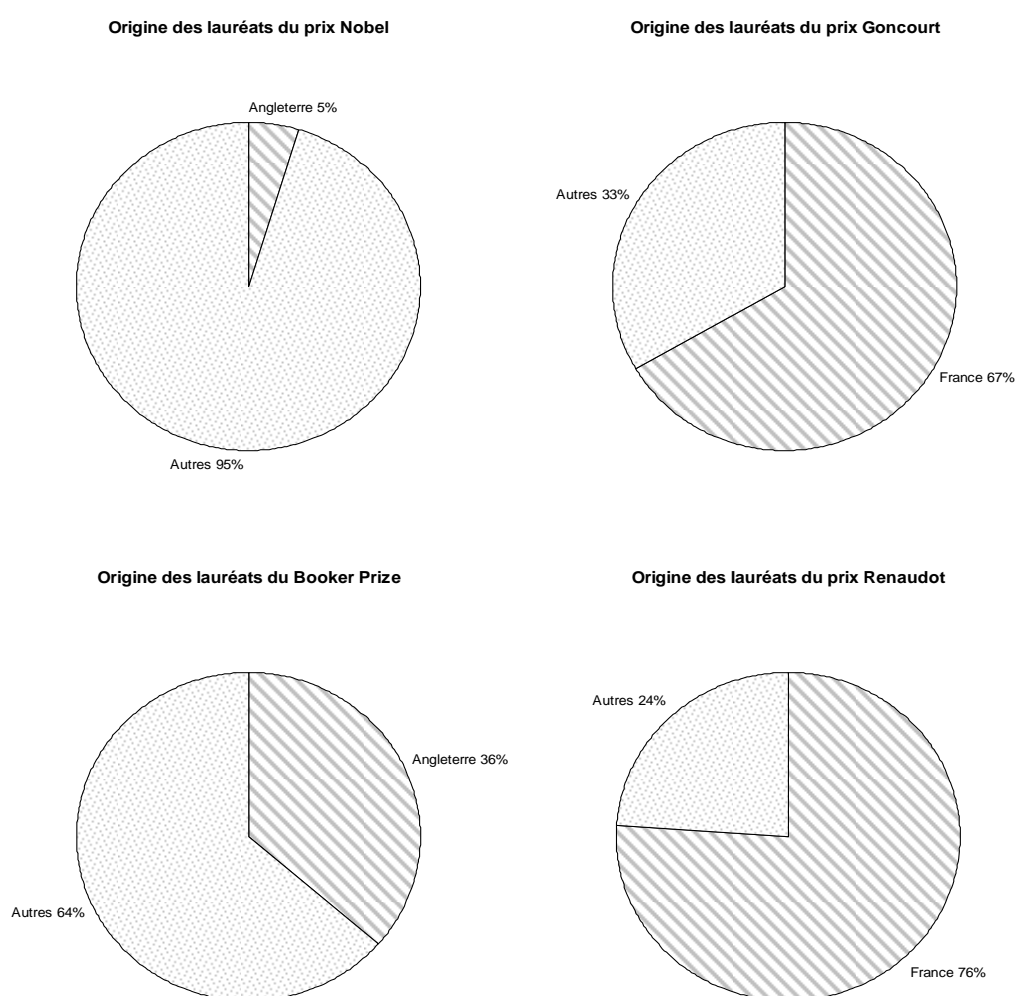 Origine des lauréats du prix Nobel
Angleterre 5%
Autres 95%
Origine des lauréats du prix Goncourt
Autres 33%
France 67%
Origine des lauréats du Booker Prize
Angleterre 36%
Autres 64%
Origine des lauréats du prix Renaudot
Autres 24%
France 76%